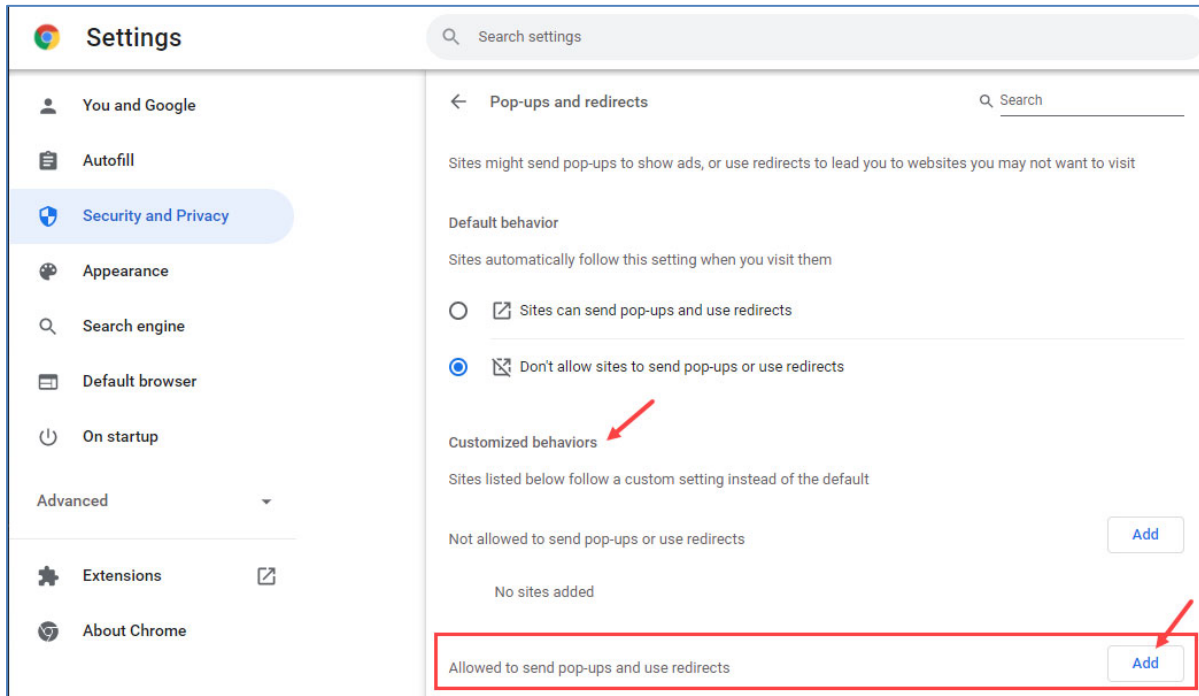 Settings
Search settings
You and Google
Autofill
Security and Privacy
Appearance
Search engine
Default browser
On startup
Advanced
Extensions
About Chrome
Pop-ups and redirects
Search
Sites might send pop-ups to show ads, or use redirects to lead you to websites you may not want to visit
Default behavior
Sites automatically follow this setting when you visit them
Sites can send pop-ups and use redirects
Don't allow sites to send pop-ups or use redirects
Customized behaviors
Sites listed below follow a custom setting instead of the default
Not allowed to send pop-ups or use redirects
Add
No sites added
Allowed to send pop-ups and use redirects
Add